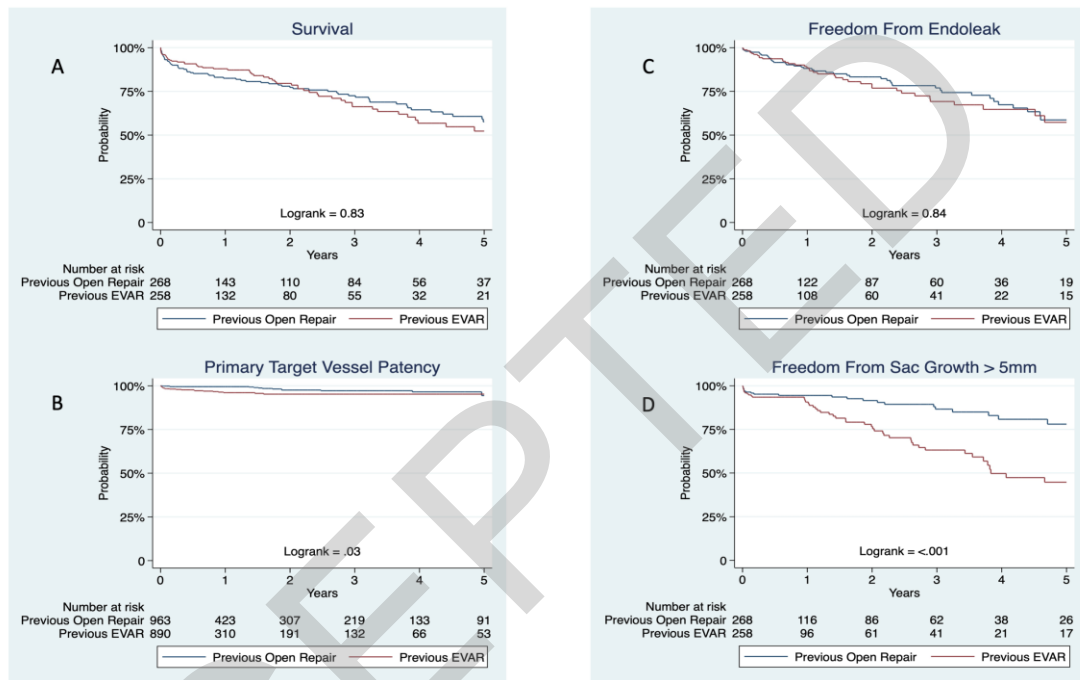 A
Survival
100%
75%
50%
25%
0
Probability
Logrank = 0.83
0 1 2 3 4 5
Years
Number at risk
Previous Open Repair 268 143 110 84 56 37
Previous EVAR 258 132 80 55 32 21
Previous Open Repair Previous EVAR
C
Freedom From Endoleak
100%
75%
50%
25%
0
Probability
Logrank = 0.84
0 1 2 3 4 5
Years
Number at risk
Previous Open Repair 268 122 87 60 36 19
Previous EVAR 258 108 60 41 22 15
Previous Open Repair Previous EVAR
B
Primary Target Vessel Patency
100%
75%
50%
25%
0
Probability
Logrank = .03
0 1 2 3 4 5
Years
Number at risk
Previous Open Repair 963 423 307 219 133 91
Previous EVAR 890 310 191 132 66 53
Previous Open Repair Previous EVAR
D
Freedom From Sac Growth > 5mm
100%
75%
50%
25%
0
Probability
Logrank = <.001
0 1 2 3 4 5
Years
Number at risk
Previous Open Repair 268 116 86 62 38 26
Previous EVAR 258 96 61 41 21 17
Previous Open Repair Previous EVAR
CEPTED